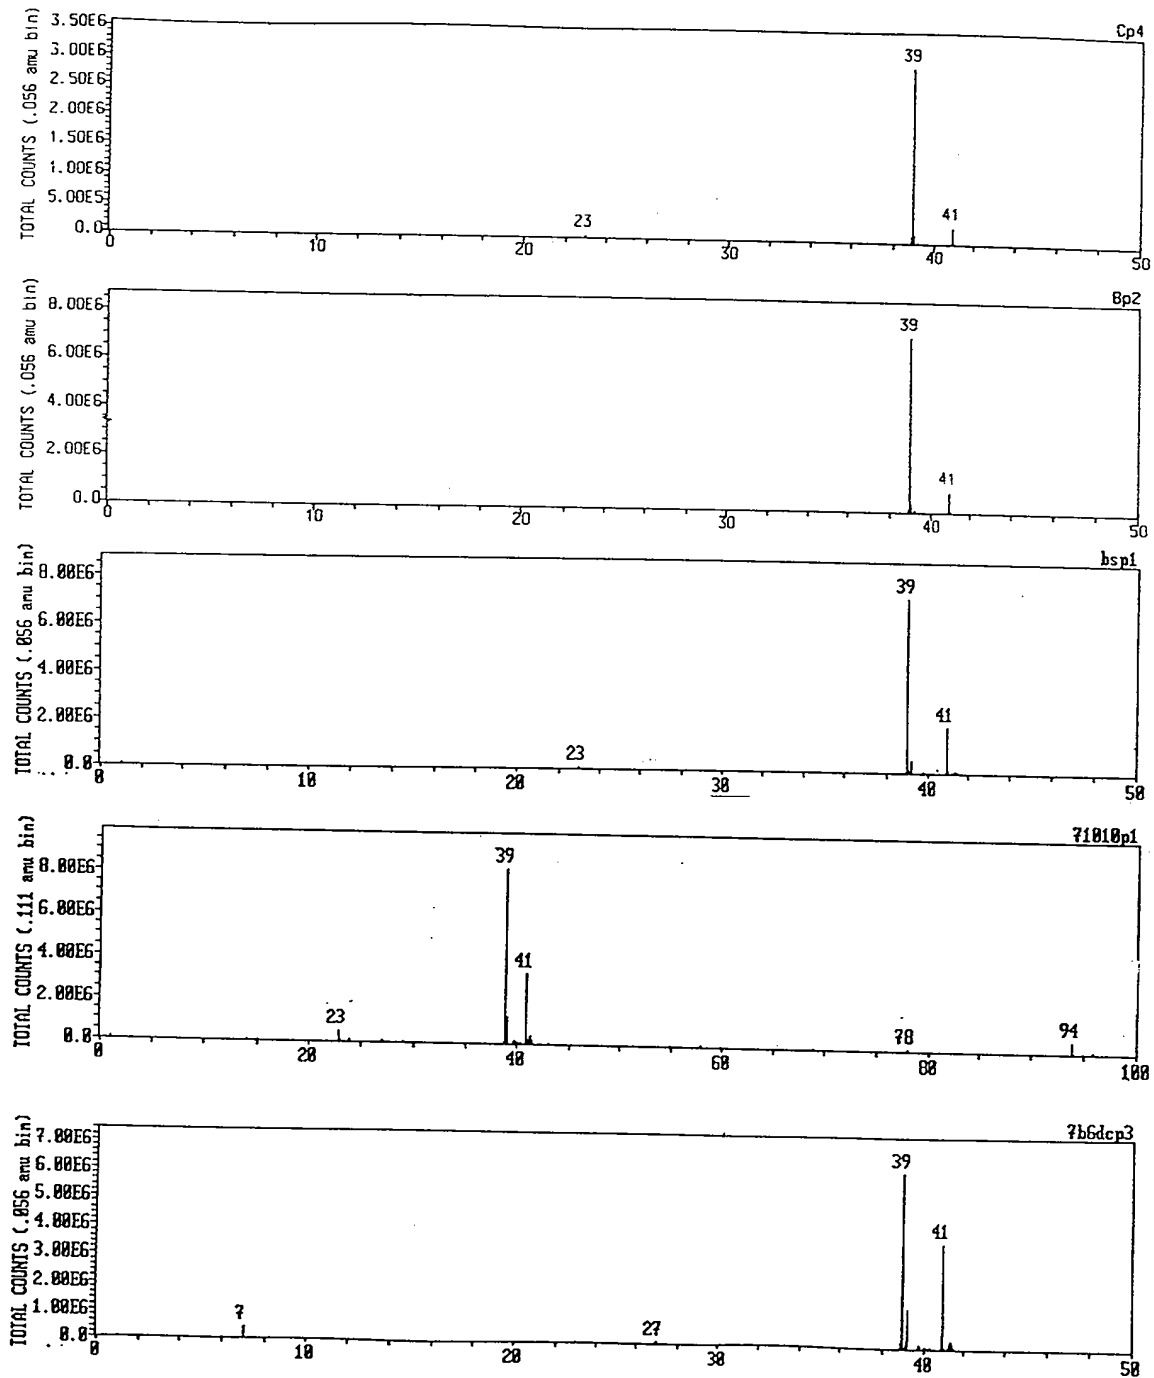 Cp4
TOTAL COUNTS (.056 amu bin)
3.50E6
3.00E6
2.50E6
2.00E6
1.50E6
1.00E6
5.00E5
0.0
39
41
23
0 10 20 30 40 50
Bp2
TOTAL COUNTS (.056 amu bin)
8.00E6
6.00E6
4.00E6
2.00E6
0.0
39
41
0 10 20 30 40 50
bsp1
TOTAL COUNTS (.056 amu bin)
8.00E6
6.00E6
4.00E6
2.00E6
0.0
39
41
23
0 10 20 30 40 50
71010p1
TOTAL COUNTS (.111 amu bin)
8.00E6
6.00E6
4.00E6
2.00E6
0.0
39
41
23
78
94
0 20 40 60 80 100
7b6dcp3
TOTAL COUNTS (.056 amu bin)
7.00E6
6.00E6
5.00E6
4.00E6
3.00E6
2.00E6
1.00E6
0.0
39
41
7
27
0 10 20 30 40 50